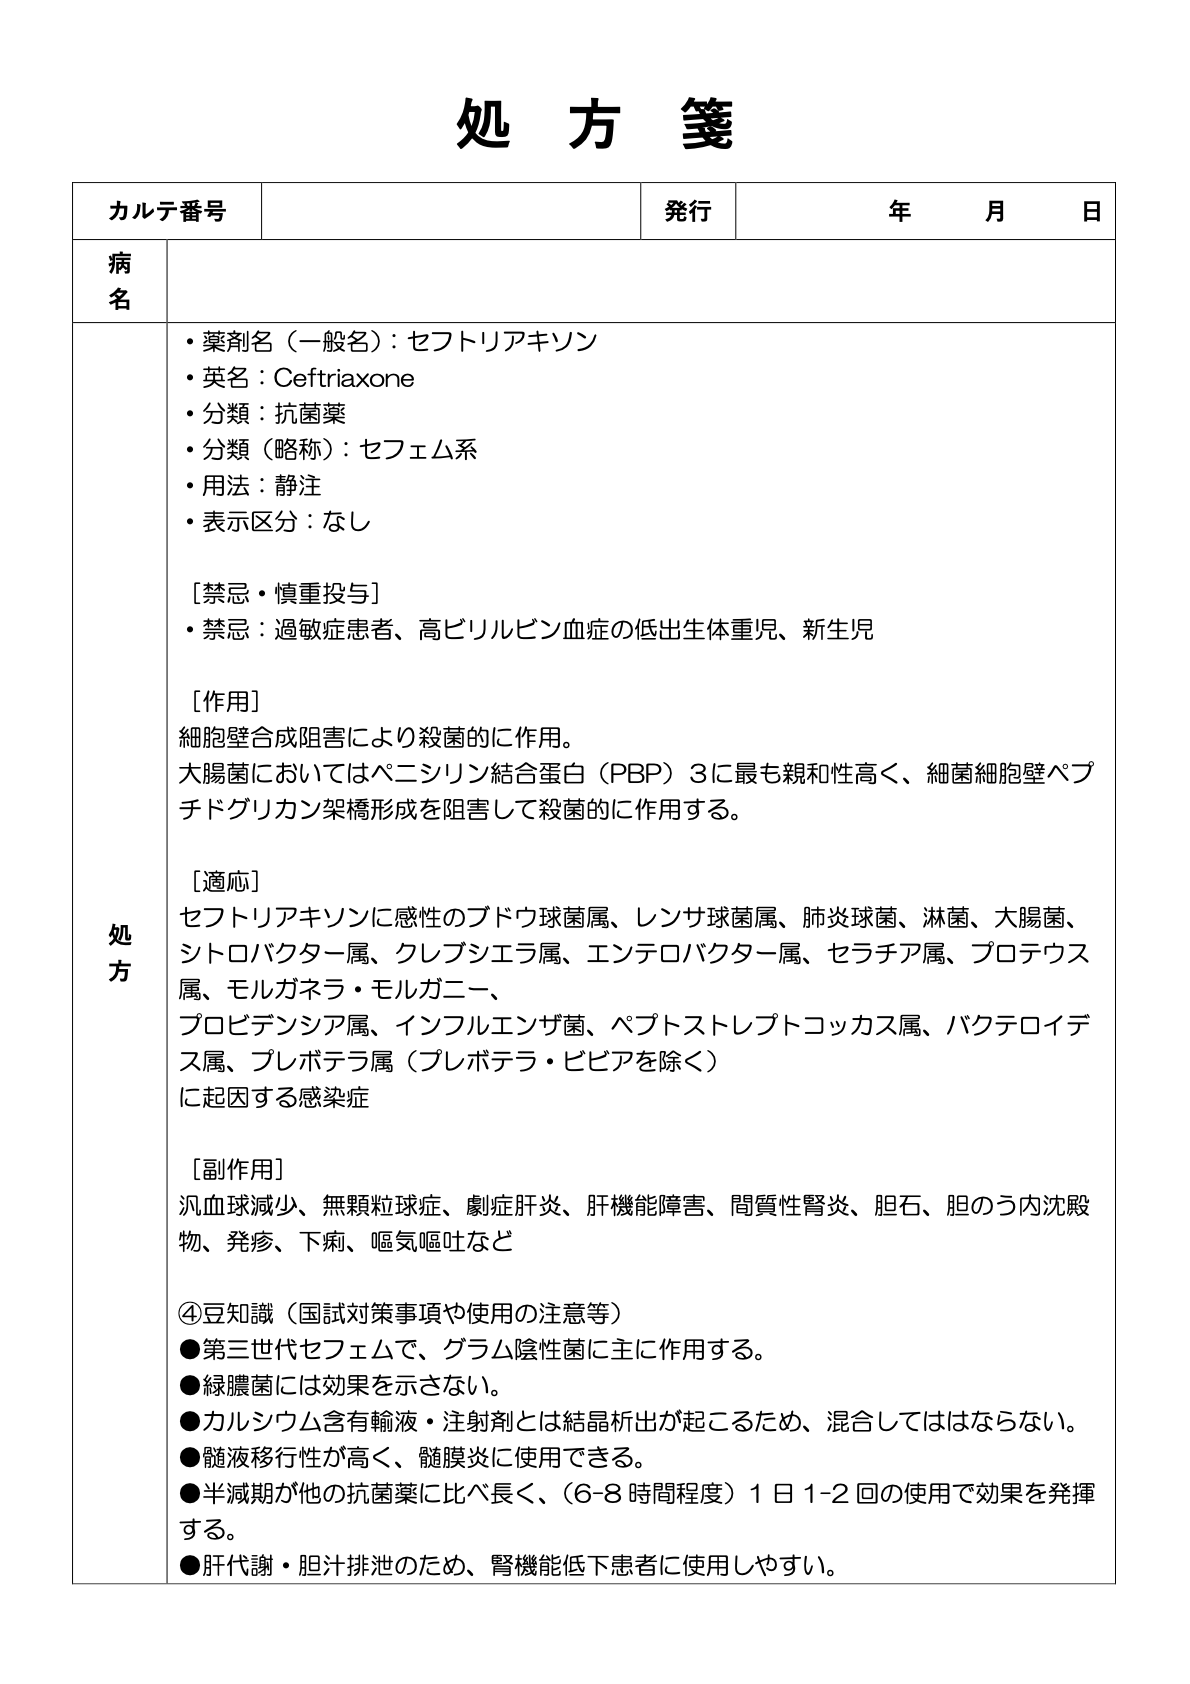 処 方 箋
カルテ番号 発行 年 月 日
病
名
・薬剤名（一般名）：セフトリアキソン
・英名：Ceftriaxone
・分類：抗菌薬
・分類（略称）：セフェム系
・用法：静注
・表示区分：なし
［禁忌・慎重投与］
・禁忌：過敏症患者、高ビリルビン血症の低出生体重児、新生児
［作用］
細胞壁合成阻害により殺菌的に作用。
大腸菌においてはペニシリン結合蛋白（PBP）３に最も親和性高く、細菌細胞壁ペプ
チドグリカン架橋形成を阻害して殺菌的に作用する。
［適応］
セフトリアキソンに感性のブドウ球菌属、レンサ球菌属、肺炎球菌、淋菌、大腸菌、
シトロバクター属、クレブシエラ属、エンテロバクター属、セラチア属、プロテウス
属、モルガネラ・モルガニー、
プロビデンシア属、インフルエンザ菌、ペプトストレプトコッカス属、バクテロイデ
ス属、プレボテラ属（プレボテラ・ビビアを除く）
に起因する感染症
処
方
［副作用］
汎血球減少、無顆粒球症、劇症肝炎、肝機能障害、間質性腎炎、胆石、胆のう内沈殿
物、発疹、下痢、嘔気嘔吐など
④豆知識（国試対策事項や使用の注意等）
●第三世代セフェムで、グラム陰性菌に主に作用する。
●緑膿菌には効果を示さない。
●カルシウム含有輸液・注射剤とは結晶析出が起こるため、混合してははならない。
●髄液移行性が高く、髄膜炎に使用できる。
●半減期が他の抗菌薬に比べ長く、（6-8 時間程度）1 日 1-2 回の使用で効果を発揮
する。
●肝代謝・胆汁排泄のため、腎機能低下患者に使用しやすい。